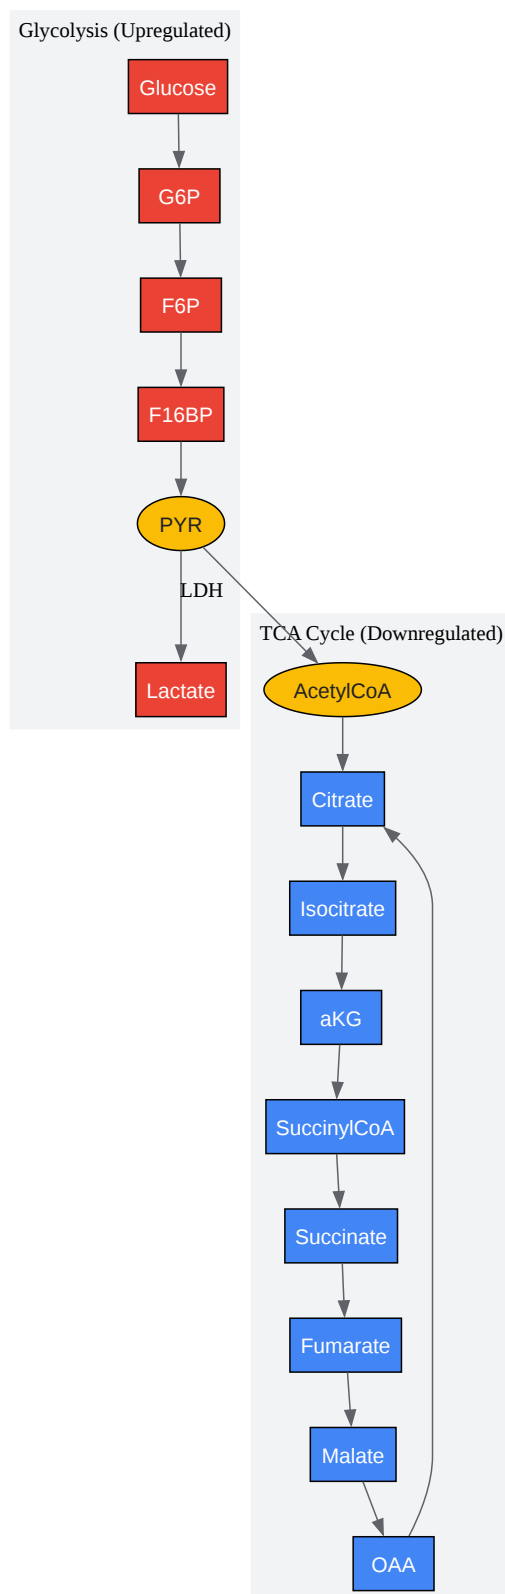 Glycolysis (Upregulated)
Glucose
G6P
F6P
F16BP
PYR
LDH
Lactate
TCA Cycle (Downregulated)
AcetylCoA
Citrate
Isocitrate
aKG
SuccinylCoA
Succinate
Fumarate
Malate
OAA